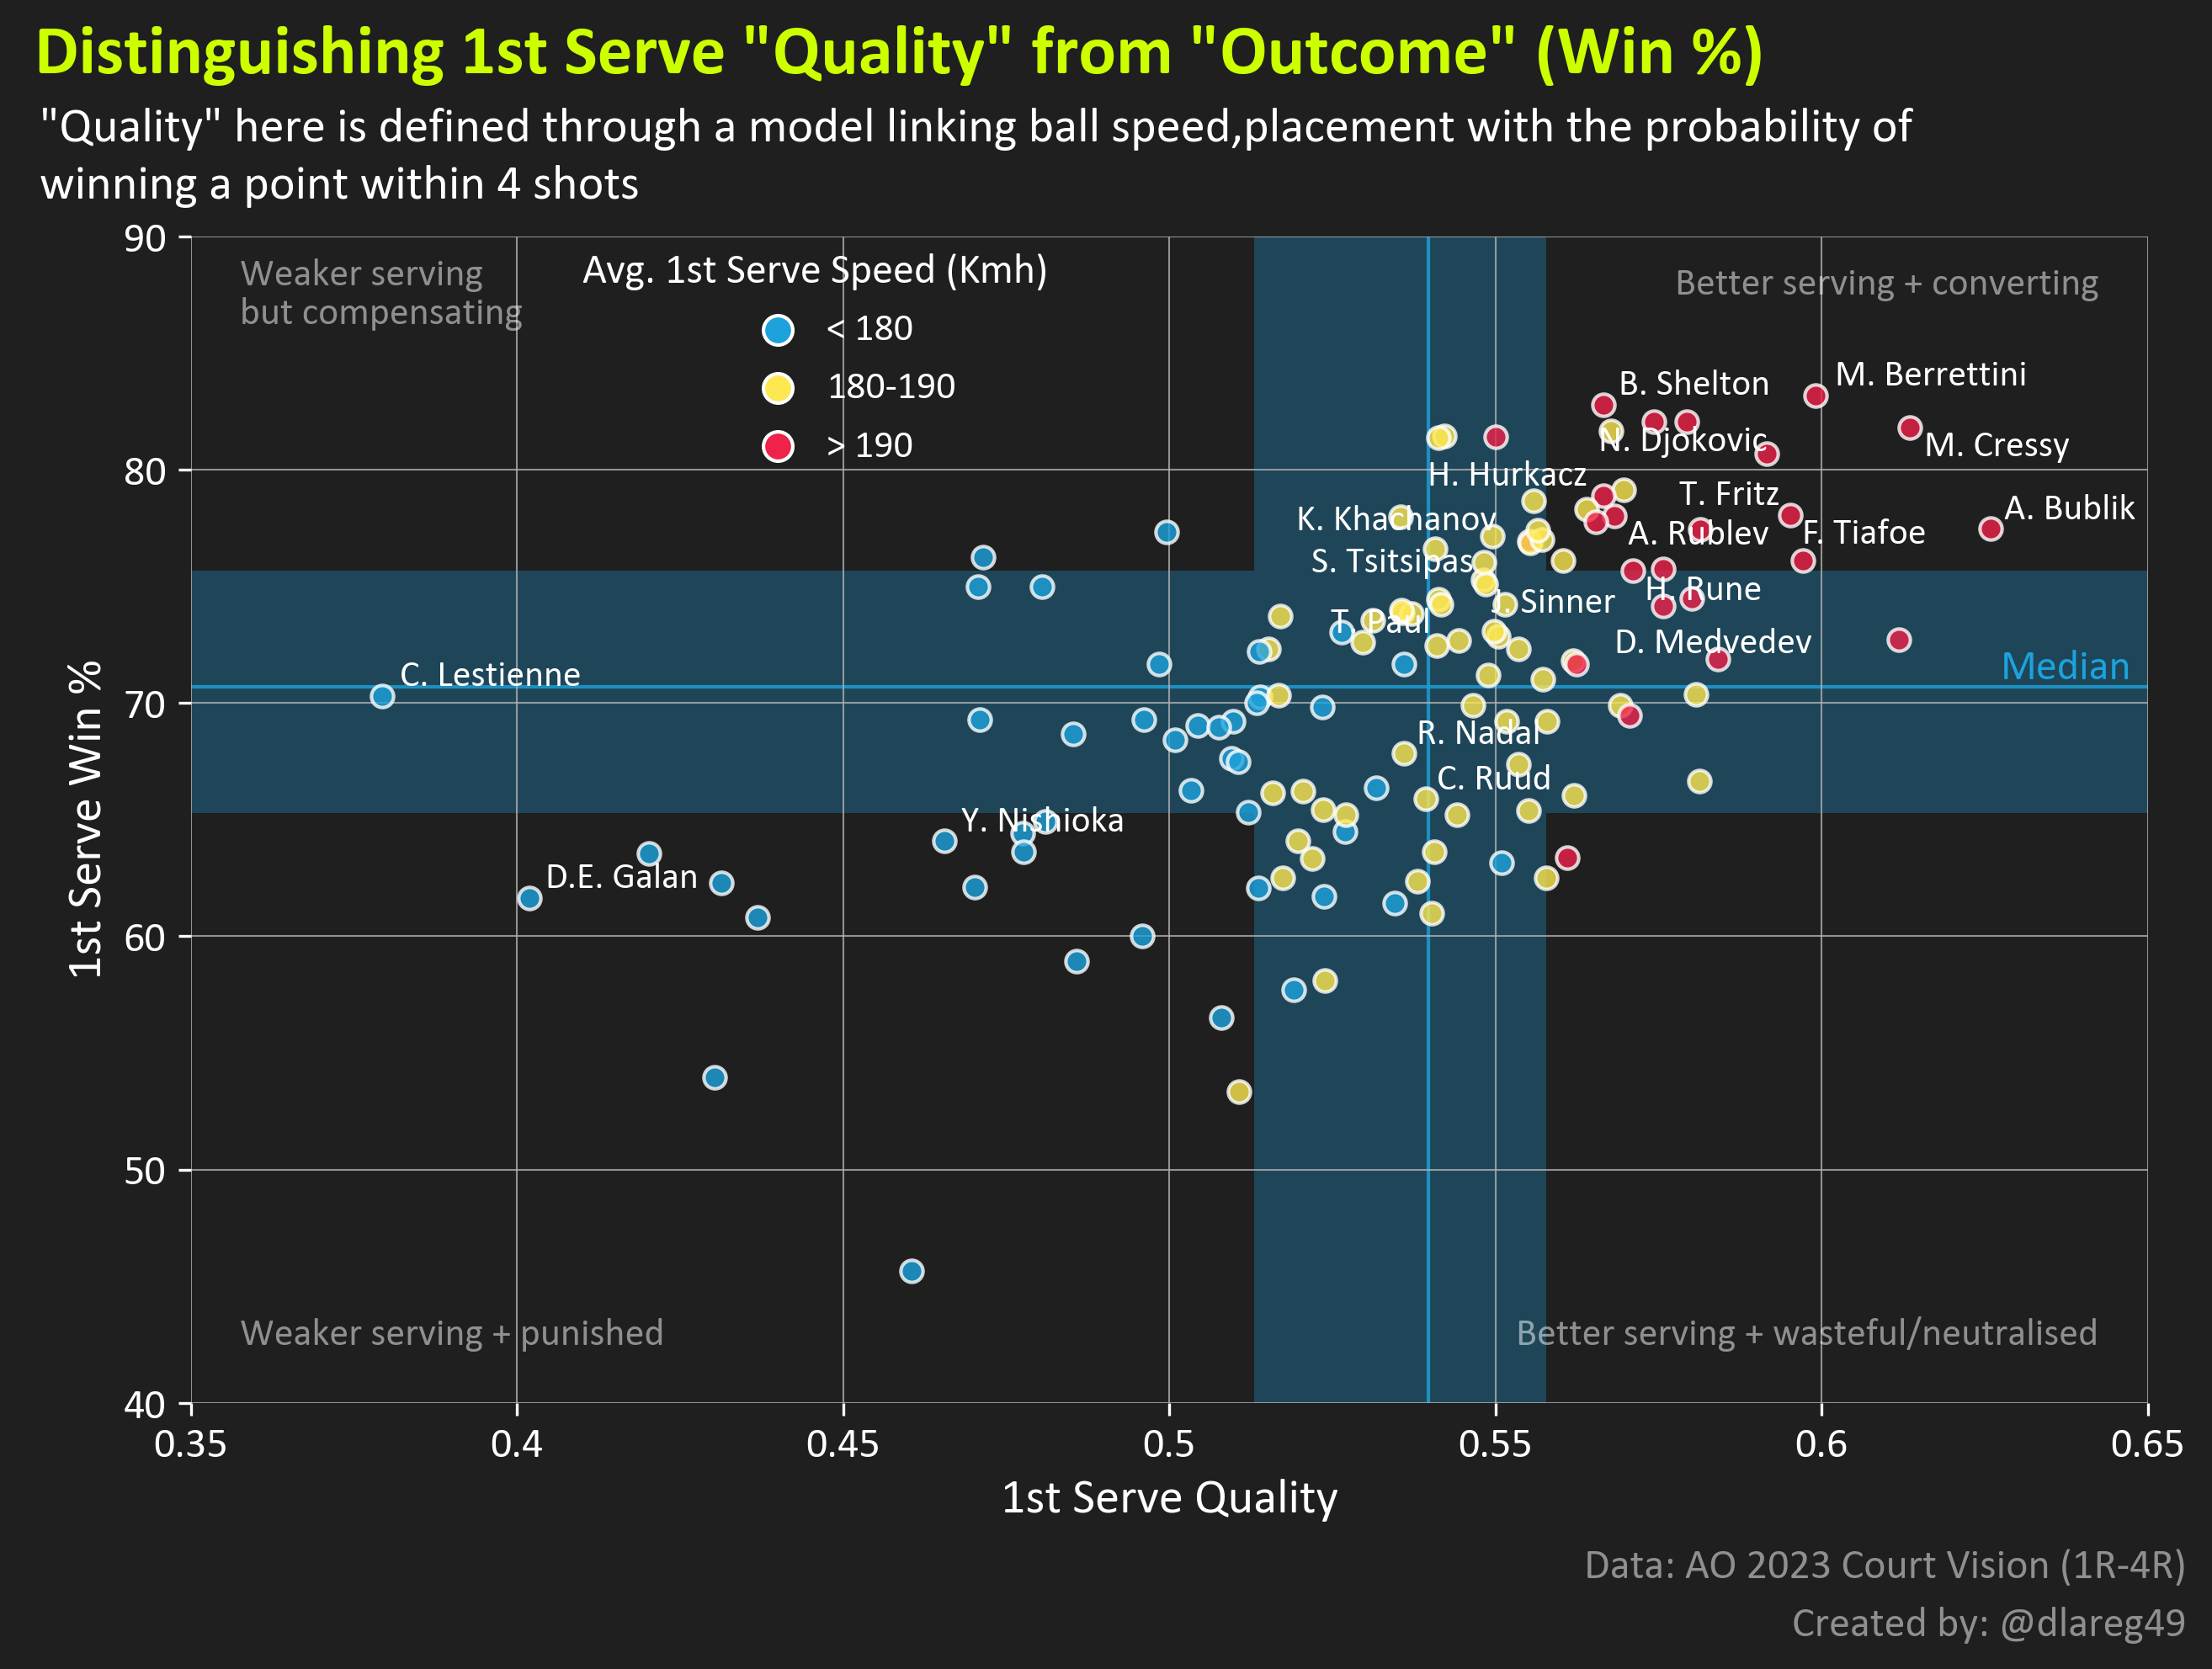 Distinguishing 1st Serve "Quality" from "Outcome" (Win %)
"Quality" here is defined through a model linking ball speed,placement with the probability of
winning a point within 4 shots
90
80
70
60
50
40
1st Serve Win %
Weaker serving
but compensating
Avg. 1st Serve Speed (Kmh)
< 180
180-190
> 190
Better serving + converting
B. Shelton
M. Berrettini
N. Djokovic
M. Cressy
H. Hurkacz
T. Fritz
A. Bublik
K. Khachanov
A. Rublev
F. Tiafoe
S. Tsitsipas
H. Rune
J. Sinner
T. Paul
D. Medvedev
Median
C. Lestienne
R. Nadal
C. Ruud
Y. Nishioka
D.E. Galan
Weaker serving + punished
Better serving + wasteful/neutralised
0.35
0.4
0.45
0.5
0.55
0.6
0.65
1st Serve Quality
Data: AO 2023 Court Vision (1R-4R)
Created by: @dlareg49